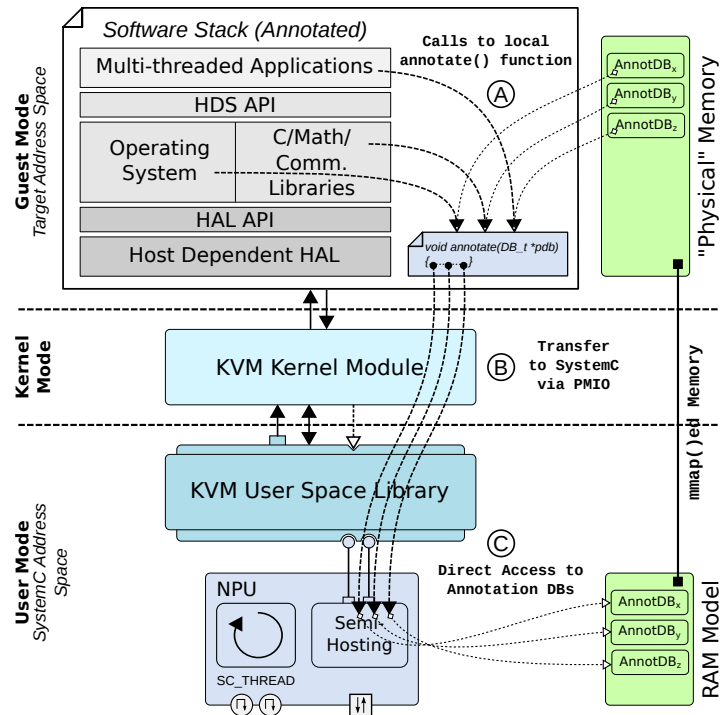 Software Stack (Annotated)
Multi-threaded Applications
HDS API
Operating
System
C/Math/
Comm.
Libraries
HAL API
Host Dependent HAL
Calls to local
annotate() function
A
void annotate(DB_t *pdb)
{ }
AnnotDBx
AnnotDBy
AnnotDBz
"Physical" Memory
Guest Mode
Target Address Space
Kernel
Mode
KVM Kernel Module
B
Transfer
to SystemC
via PMIO
mmap()ed Memory
User Mode
SystemC Address
Space
KVM User Space Library
C
Direct Access to
Annotation DBs
NPU
SC_THREAD
Semi-
Hosting
AnnotDBx
AnnotDBy
AnnotDBz
RAM Model